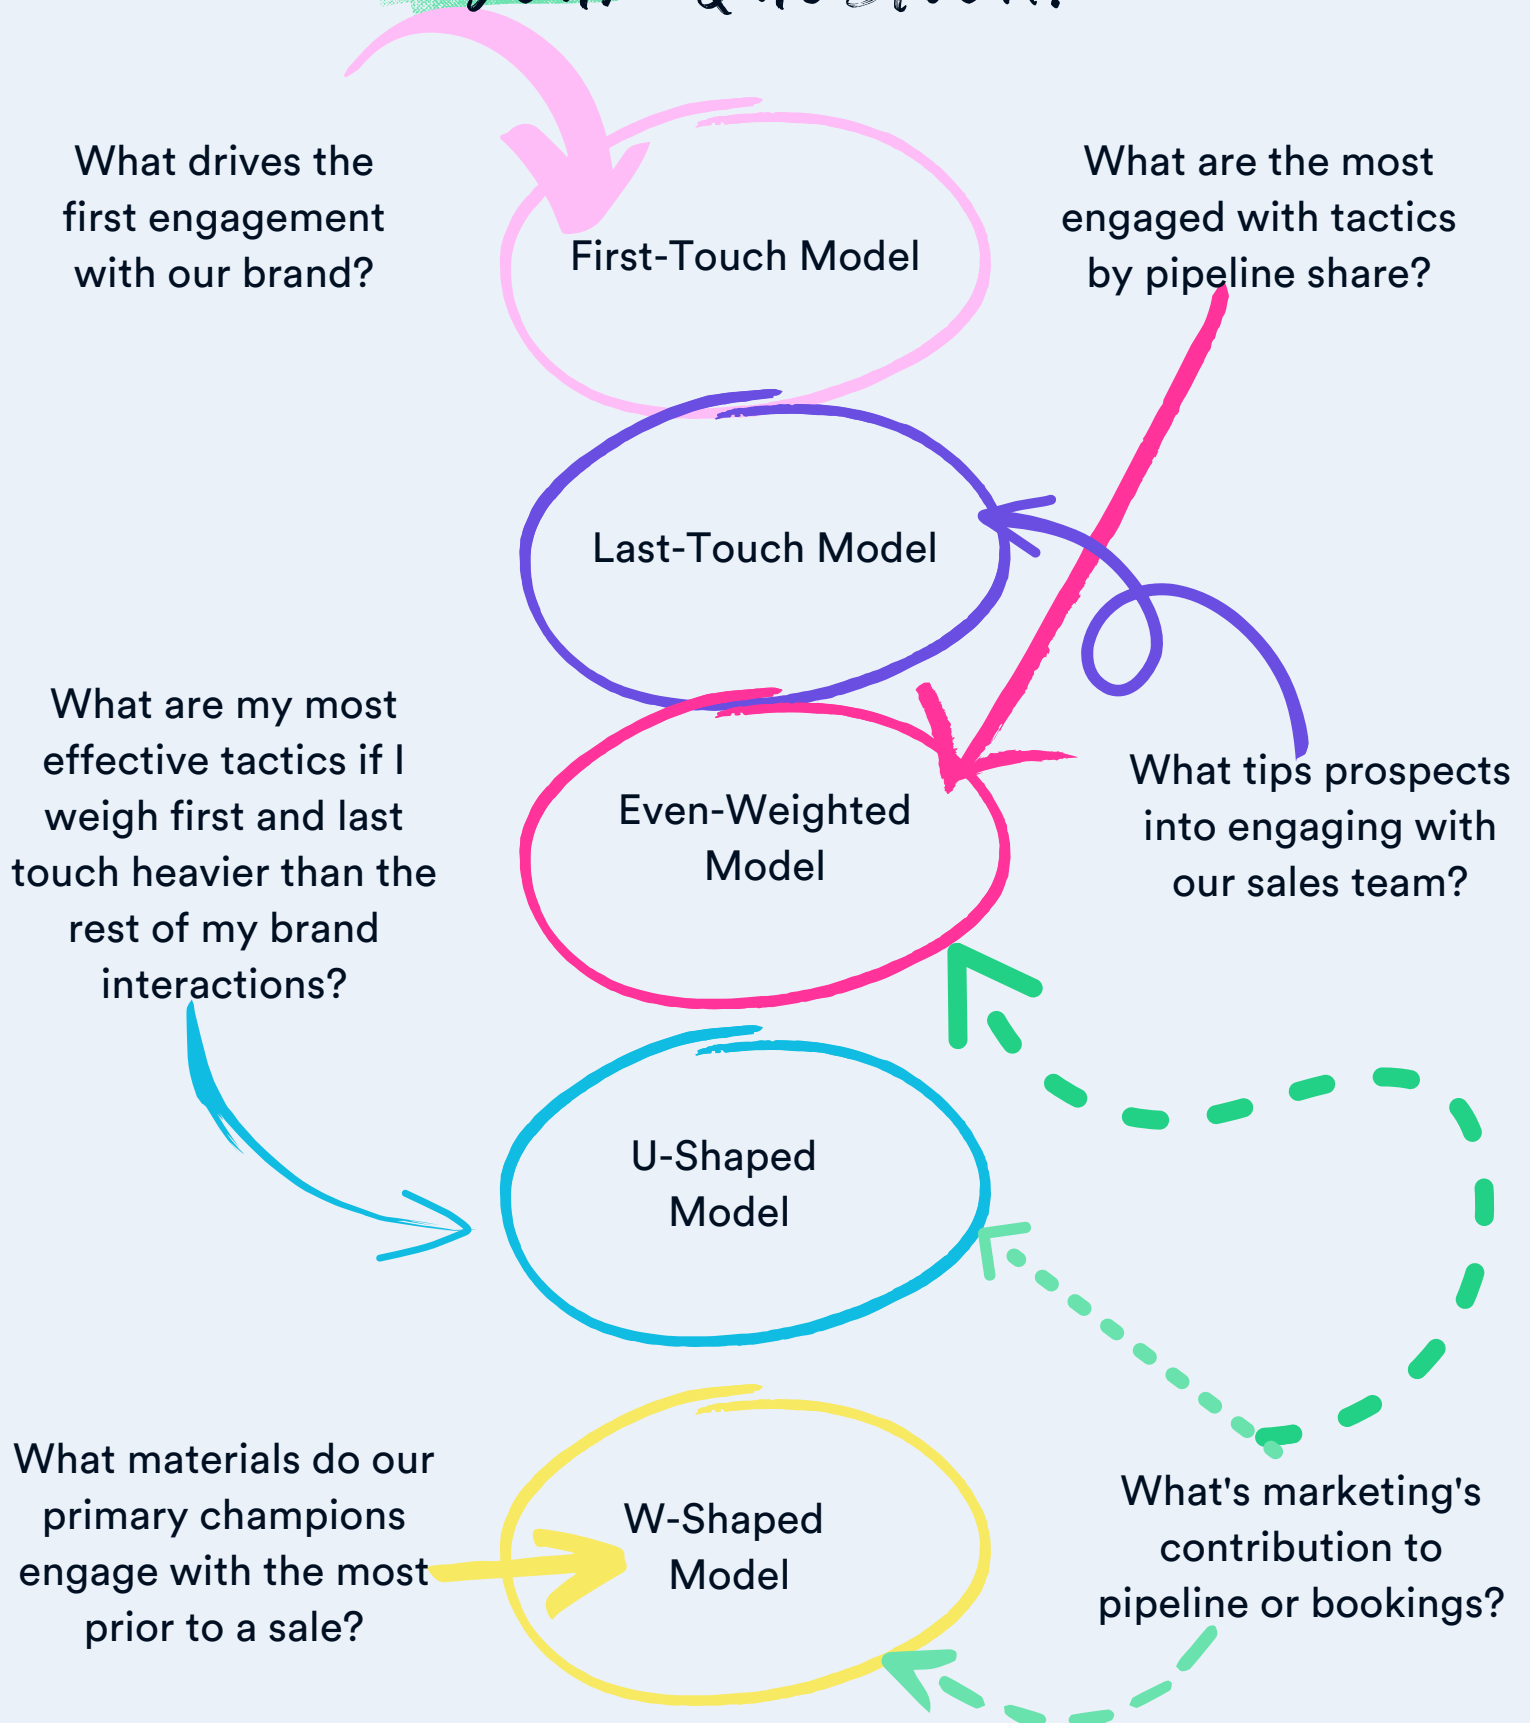 What drives the
first engagement
with our brand?
First-Touch Model
What are the most
engaged with tactics
by pipeline share?
Last-Touch Model
What are my most
effective tactics if I
weigh first and last
touch heavier than the
rest of my brand
interactions?
Even-Weighted
Model
What tips prospects
into engaging with
our sales team?
U-Shaped
Model
What materials do our
primary champions
engage with the most
prior to a sale?
W-Shaped
Model
What's marketing's
contribution to
pipeline or bookings?